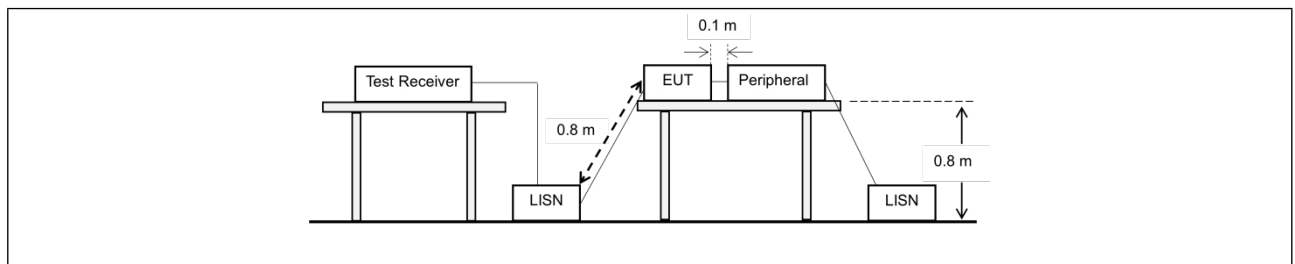 0.1 m
Test Receiver
EUT
Peripheral
0.8 m
0.8 m
LISN
LISN